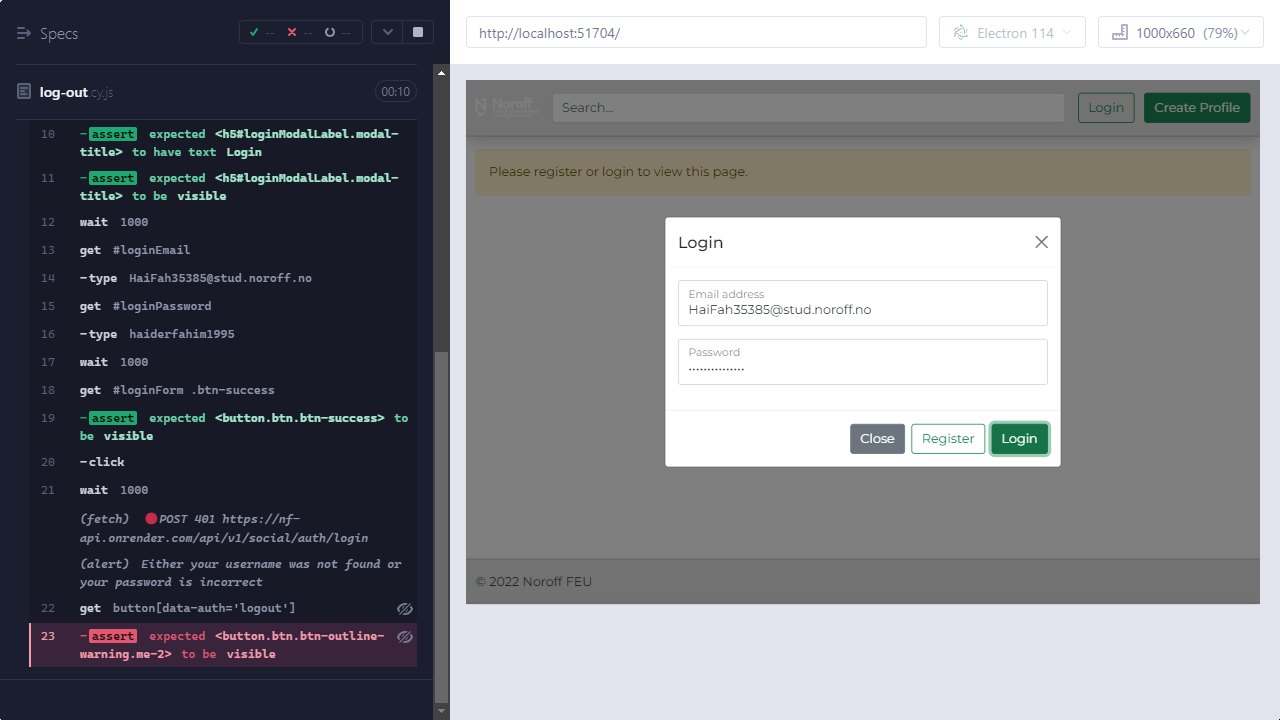 Specs
-- -- --
log-out.cy.js 00:10
10 -assert expected <h5#loginModalLabel.modal-
title> to have text Login
11 -assert expected <h5#loginModalLabel.modal-
title> to be visible
12 wait 1000
13 get #loginEmail
14 -type HaiFah35385@stud.noroff.no
15 get #loginPassword
16 -type haiderfahim1995
17 wait 1000
18 get #loginForm .btn-success
19 -assert expected <button.btn.btn-success> to
be visible
20 -click
21 wait 1000
(fetch) POST 401 https://nf-
api.onrender.com/api/v1/social/auth/login
(alert) Either your username was not found or
your password is incorrect
22 get button[data-auth='logout']
23 -assert expected <button.btn.btn-outline-
warning.me-2> to be visible
http://localhost:51704/
Electron 114
1000x660 (79%)
Noroff
Search...
Login
Create Profile
Please register or login to view this page.
Login
Email address
HaiFah35385@stud.noroff.no
Password
···············
Close
Register
Login
© 2022 Noroff FEU